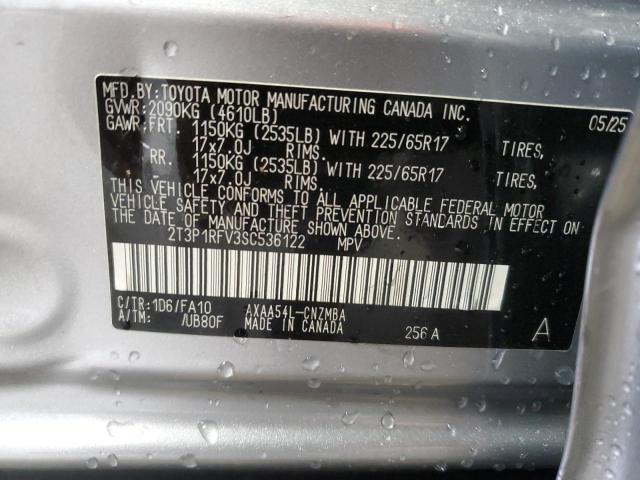 MFD.BY:TOYOTA MOTOR MANUFACTURING CANADA INC.
GVWR:2090KG (4610LB) 05/25
GAWR:FRT. 1150KG (2535LB) WITH 225/65R17 TIRES,
17x7.0J RIMS.
RR. 1150KG (2535LB) WITH 225/65R17 TIRES,
17x7.0J RIMS.
THIS VEHICLE CONFORMS TO ALL APPLICABLE FEDERAL MOTOR
VEHICLE SAFETY AND THEFT PREVENTION STANDARDS IN EFFECT ON
THE DATE OF MANUFACTURE SHOWN ABOVE.
2T3P1RFV3SC536122 MPV
C/TR:1D6/FA10 AXAA54L-CNZMBA
A/TM: /UB80F MADE IN CANADA 256 A A